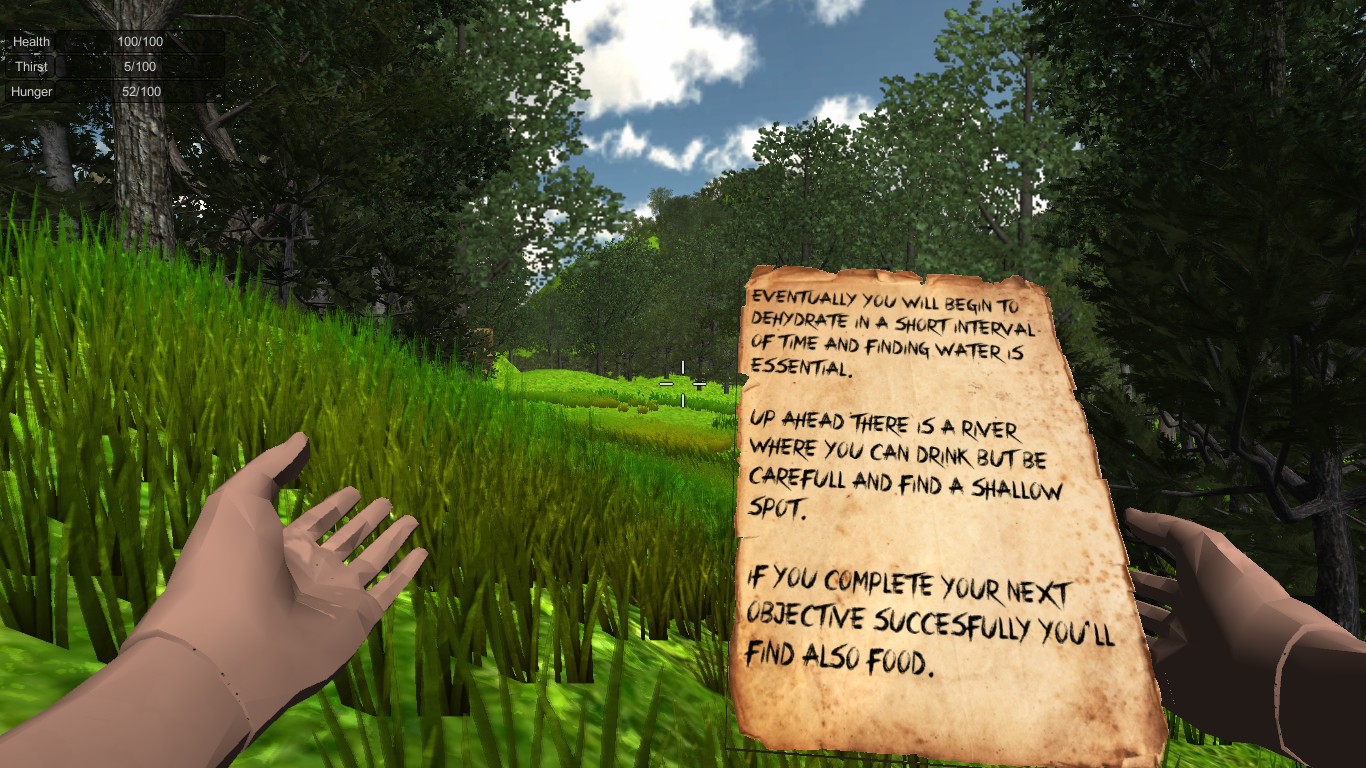 Health 100/100
Thirst 5/100
Hunger 52/100
EVENTUALLY YOU WILL BEGIN TO
DEHYDRATE IN A SHORT INTERVAL
OF TIME AND FINDING WATER IS
ESSENTIAL.
UP AHEAD THERE IS A RIVER
WHERE YOU CAN DRINK BUT BE
CAREFULL AND FIND A SHALLOW
SPOT.
IF YOU COMPLETE YOUR NEXT
OBJECTIVE SUCCESFULLY YOU'LL
FIND ALSO FOOD.